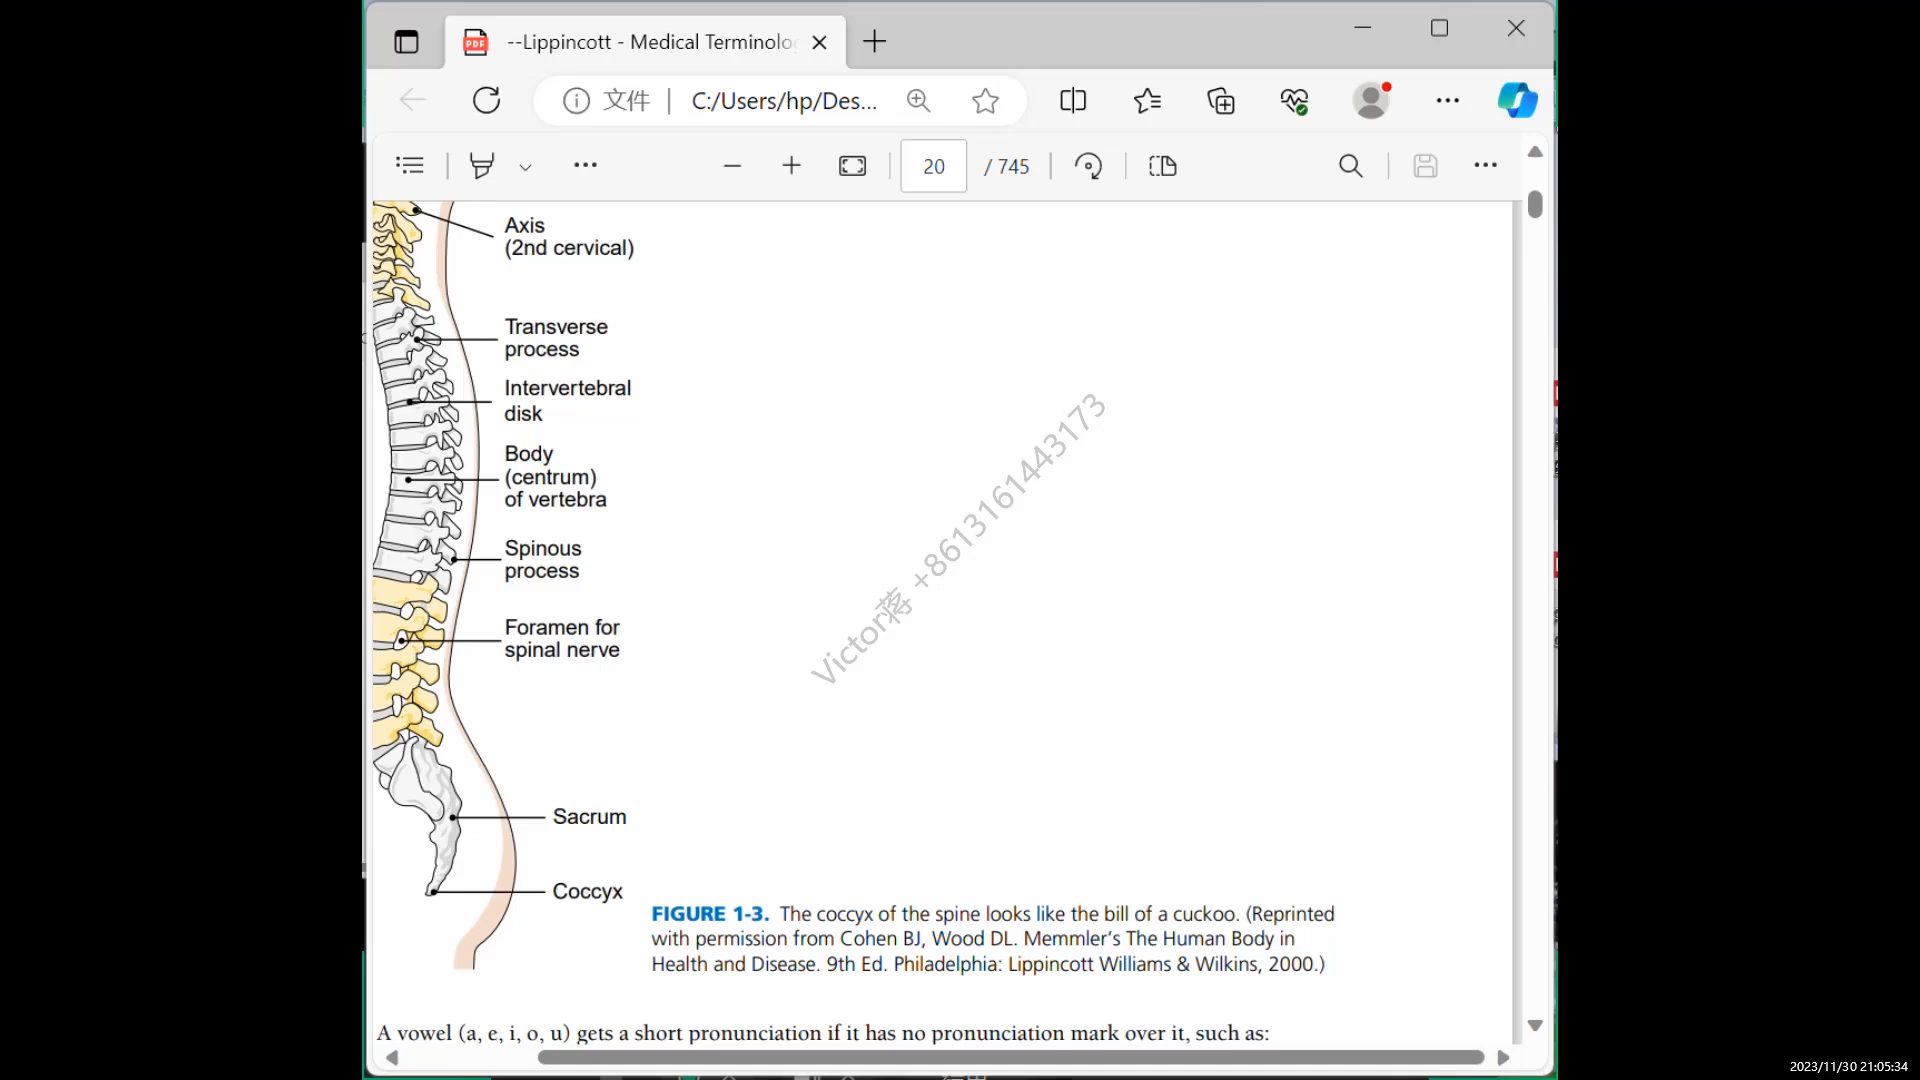 --Lippincott - Medical Terminolo
文件
C:/Users/hp/Des...
20
/ 745
Axis
(2nd cervical)
Transverse
process
Intervertebral
disk
Body
(centrum)
of vertebra
Spinous
process
Foramen for
spinal nerve
Sacrum
Coccyx
Victor蒋 +8613161443173
FIGURE 1-3. The coccyx of the spine looks like the bill of a cuckoo. (Reprinted
with permission from Cohen BJ, Wood DL. Memmler's The Human Body in
Health and Disease. 9th Ed. Philadelphia: Lippincott Williams & Wilkins, 2000.)
A vowel (a, e, i, o, u) gets a short pronunciation if it has no pronunciation mark over it, such as:
2023/11/30 21:05:34